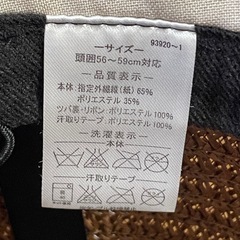 93920~1
ーサイズー
頭囲56~59cm対応
ー品質表示ー
本体:指定外繊維(紙)65%
ポリエステル35%
ツバ裏・リボン:ポリエステル100%
汗取りテープ:ポリエステル100%
ー洗濯表示ー
本体
汗取りテープ